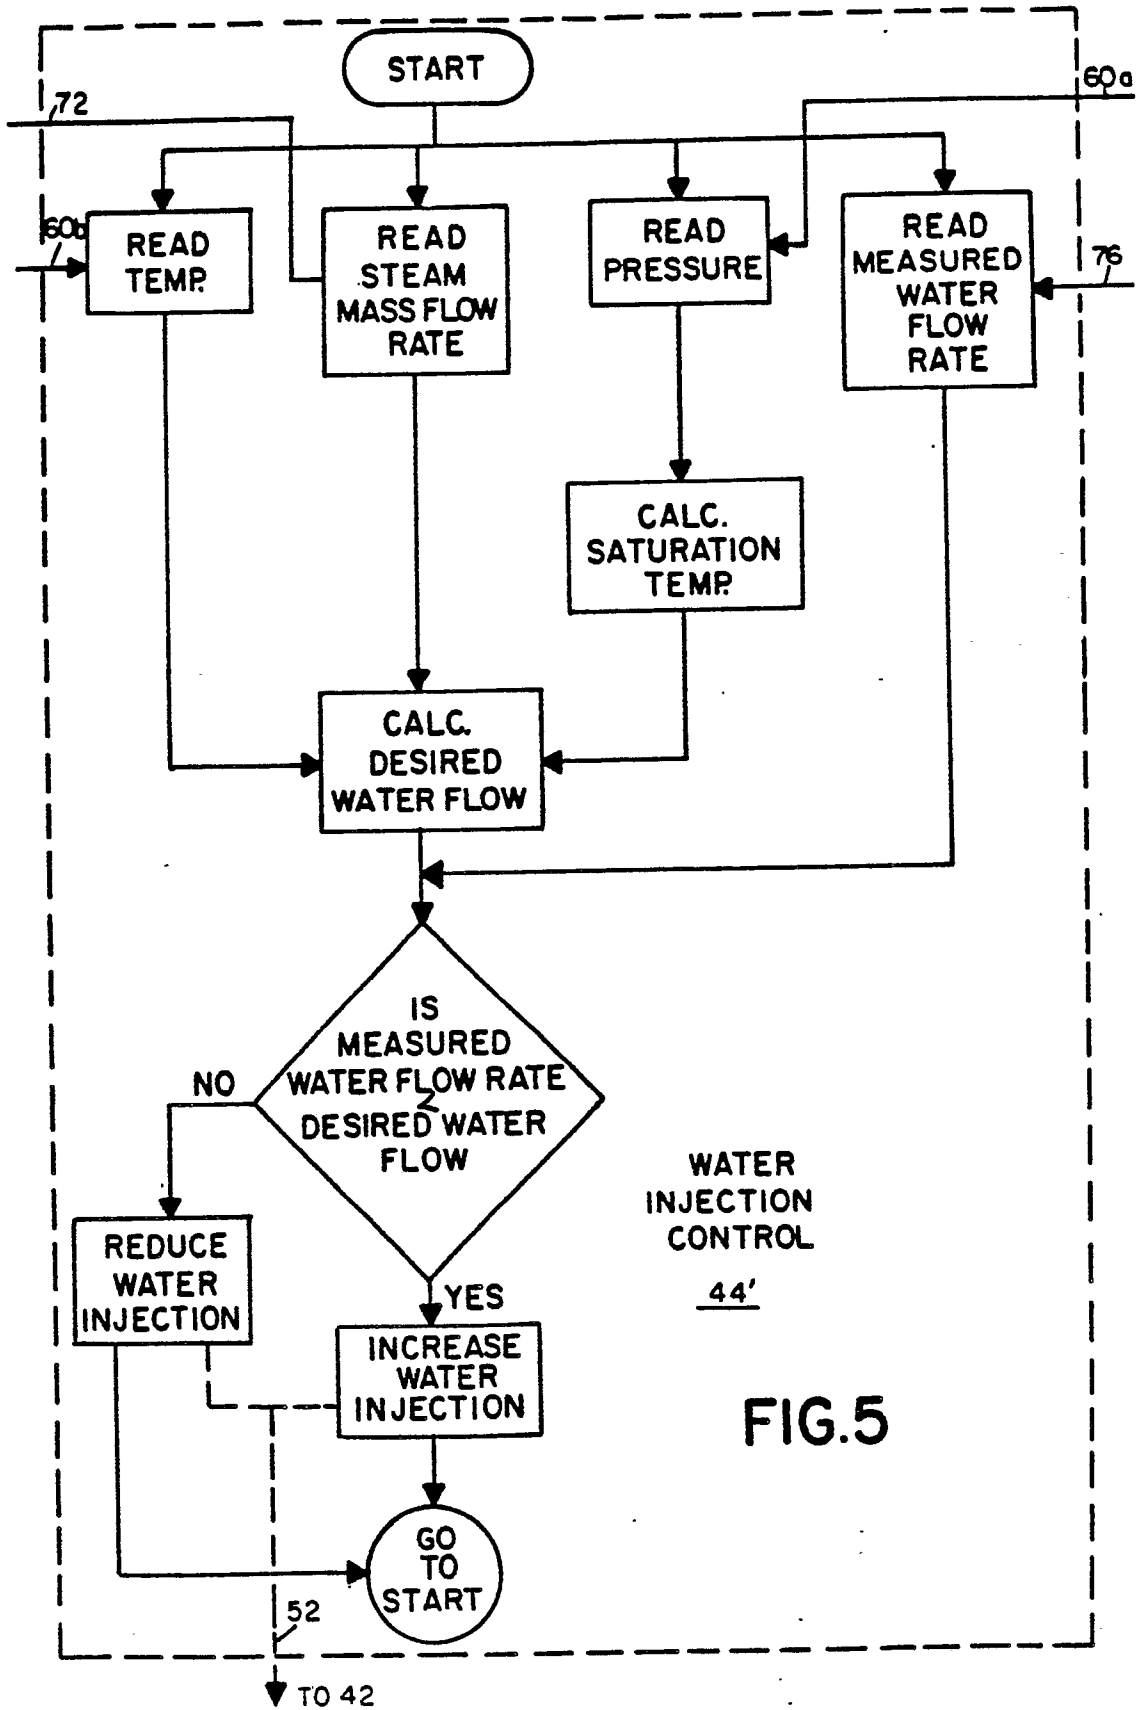 START
72
60a
60b
READ
TEMP.
READ
STEAM
MASS FLOW
RATE
READ
PRESSURE
READ
MEASURED
WATER
FLOW
RATE
76
CALC.
SATURATION
TEMP.
CALC.
DESIRED
WATER FLOW
IS
MEASURED
WATER FLOW RATE
DESIRED WATER
FLOW
NO
YES
REDUCE
WATER
INJECTION
INCREASE
WATER
INJECTION
WATER
INJECTION
CONTROL
44'
FIG.5
GO
TO
START
52
TO 42